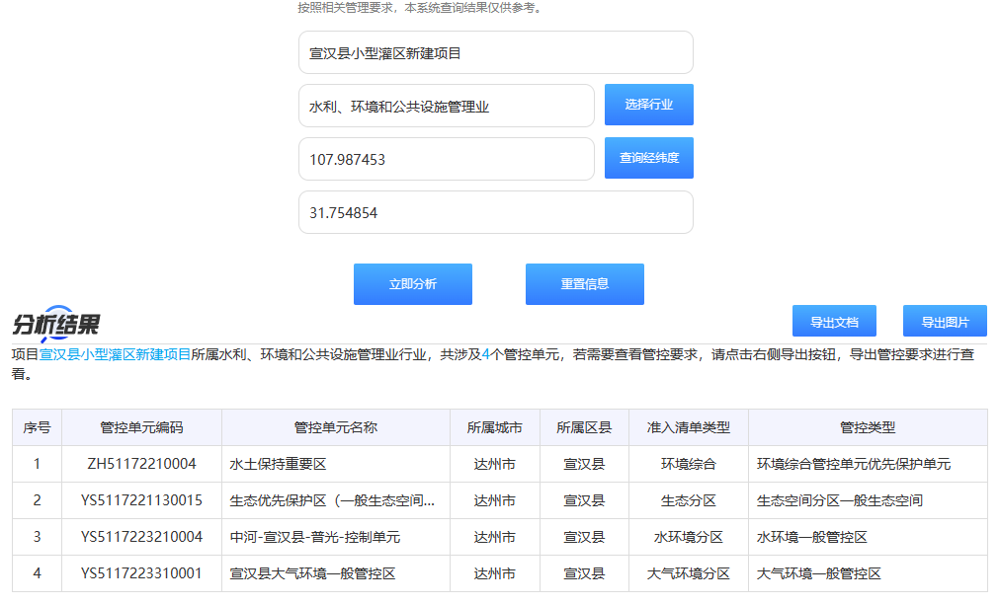 按照相关管理要求，本系统查询结果仅供参考。
宣汉县小型灌区新建项目
水利、环境和公共设施管理业 选择行业
107.987453 查询经纬度
31.754854
立即分析 重置信息
分析结果 导出文档 导出图片
项目宣汉县小型灌区新建项目所属水利、环境和公共设施管理业行业，共涉及4个管控单元，若需要查看管控要求，请点击右侧导出按钮，导出管控要求进行查
看。
序号 管控单元编码 管控单元名称 所属城市 所属区县 准入清单类型 管控类型
1 ZH51172210004 水土保持重要区 达州市 宣汉县 环境综合 环境综合管控单元优先保护单元
2 YS5117221130015 生态优先保护区（一般生态空间... 达州市 宣汉县 生态分区 生态空间分区一般生态空间
3 YS5117223210004 中河-宣汉县-普光-控制单元 达州市 宣汉县 水环境分区 水环境一般管控区
4 YS5117223310001 宣汉县大气环境一般管控区 达州市 宣汉县 大气环境分区 大气环境一般管控区